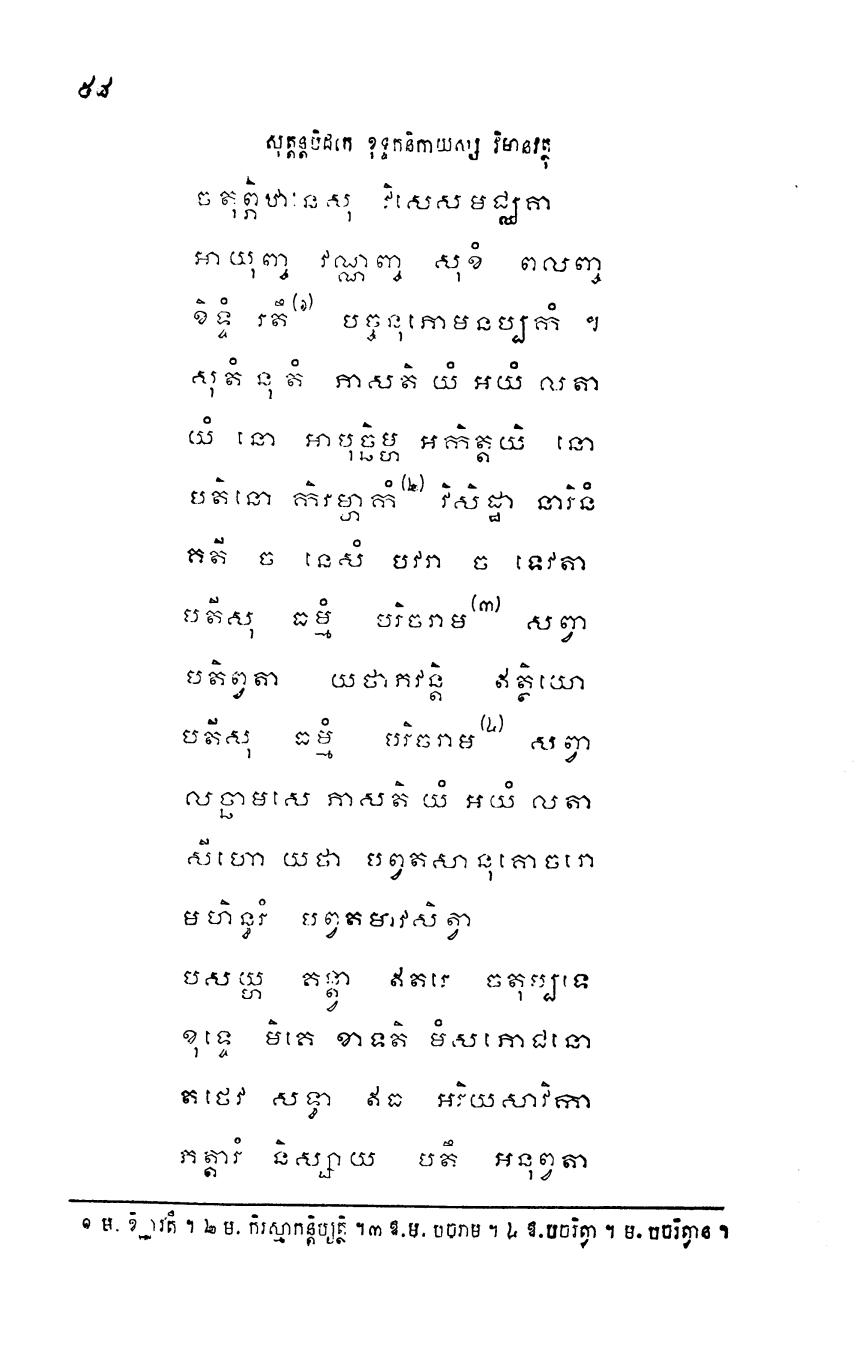 ៥៨
សុត្តន្តបិដកេ ខុទ្ទកនិកាយស្ស វិមានវត្ថុ
ចតុព្ភិឋានេសុ វិសេសមជ្ឈគា
អាយុញ្ច វណ្ណញ្ច សុខំ ពលញ្ច
ខិឌ្ឌំ រតឹ(១) បច្ចនុភោមនប្បកំ ។
សុតំ នុ តំ ភាសតិ យំ អយំ លតា
យំ នោ អាបុច្ឆិម្ហ អកិត្តយិ នោ
បតិនោ កិរម្ហាកំ(២) វិសិដ្ឋា នារិនំ
គតី ច នេសំ បវរា ច ទេវតា
បតីសុ ធម្មំ បរិចរាម(៣) សព្វា
បតិព្វតា យថា ភវន្តិ ឥត្ថិយោ
បតីសុ ធម្មំ បរិចរាម(៤) សព្វា
លច្ឆាមសេ ភាសតិ យំ អយំ លតា
សីហោ យថា បព្វតសានុគោចរោ
មហិន្ធរំ បព្វតមាវសិត្វា
បសយ្ហ គន្ត្វា ឥតរេ ចតុប្បទេ
ខុទ្ទេ មិគេ ខាទតិ មំសភោជនោ
តថេវ សទ្ធា ឥធ អរិយសាវិកា
ភត្តារំ និស្សាយ បតឹ អនុព្វតា
១ ម. ខិឌ្ឌារតឹ ។ ២ ម. កិរស្មាកន្តិប្យត្ថិ ។ ៣ ឱ.ម. បចរាម ។ ៤ ឱ. បចរិត្វា ។ ម. បចរិត្វាន ។